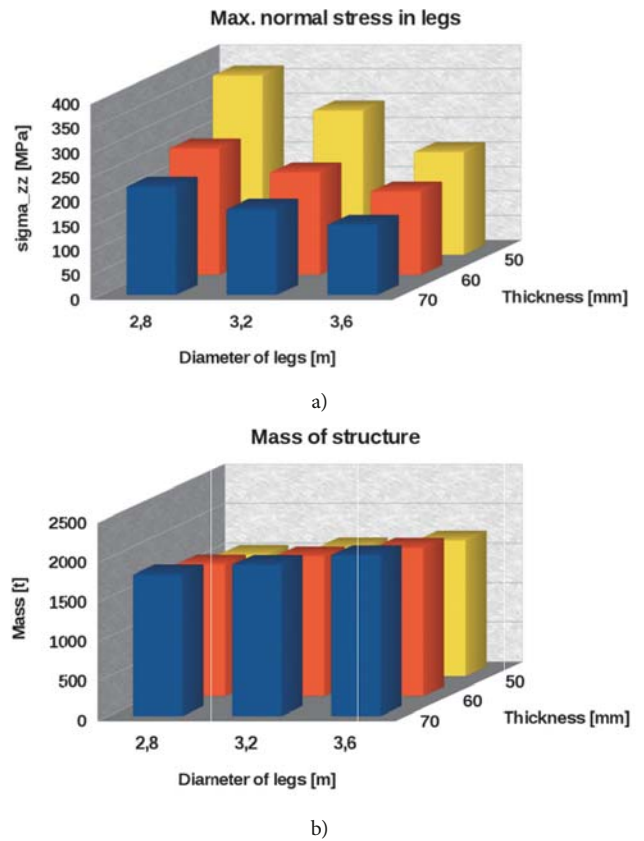 Max. normal stress in legs
400
350
300
250
200
150
100
50
0
sigma_zz [MPa]
50
60
70
Thickness [mm]
2,8 3,2 3,6
Diameter of legs [m]
a)
Mass of structure
2500
2000
1500
1000
500
0
Mass [t]
50
60
70
Thickness [mm]
2,8 3,2 3,6
Diameter of legs [m]
b)